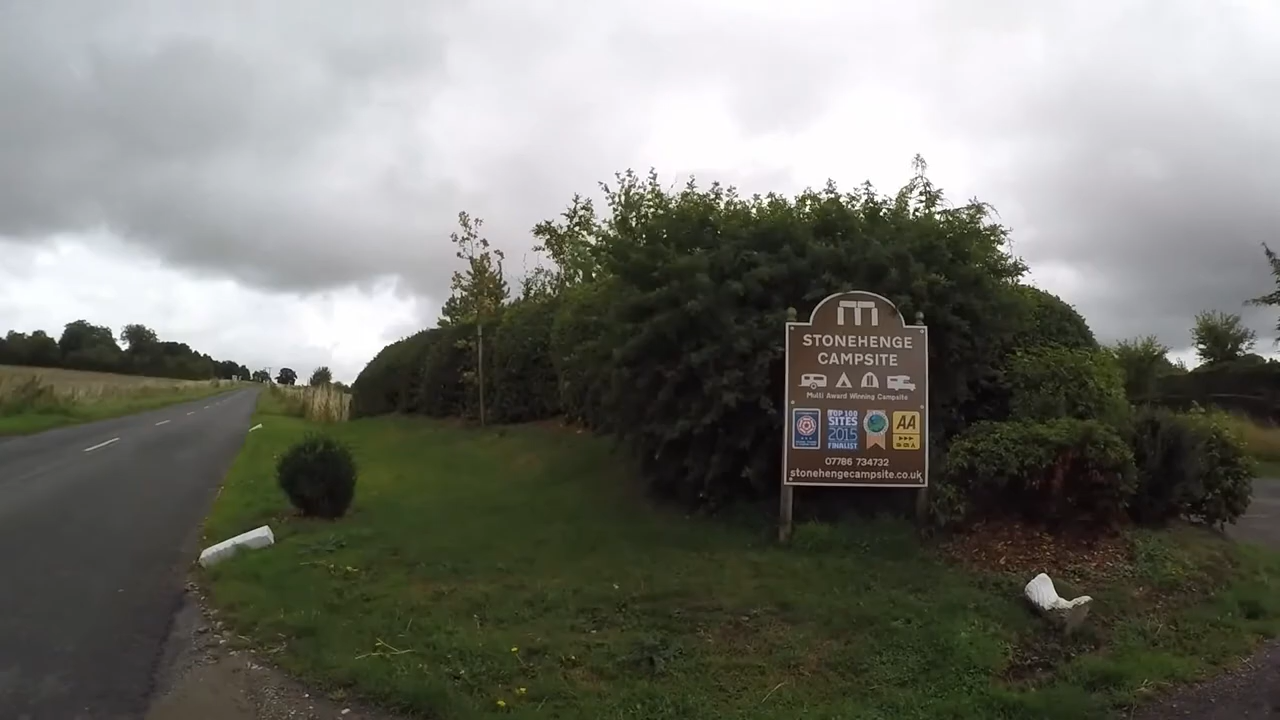 STONEHENGE
CAMPSITE
Multi Award Winning Campsite
TOP 100
SITES
2015
FINALIST
AA
07786 734732
stonehengecampsite.co.uk